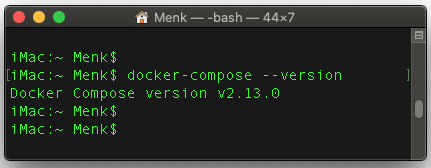 Menk — -bash — 44×7
iMac:~ Menk$
[iMac:~ Menk$ docker-compose --version ]
Docker Compose version v2.13.0
iMac:~ Menk$
iMac:~ Menk$